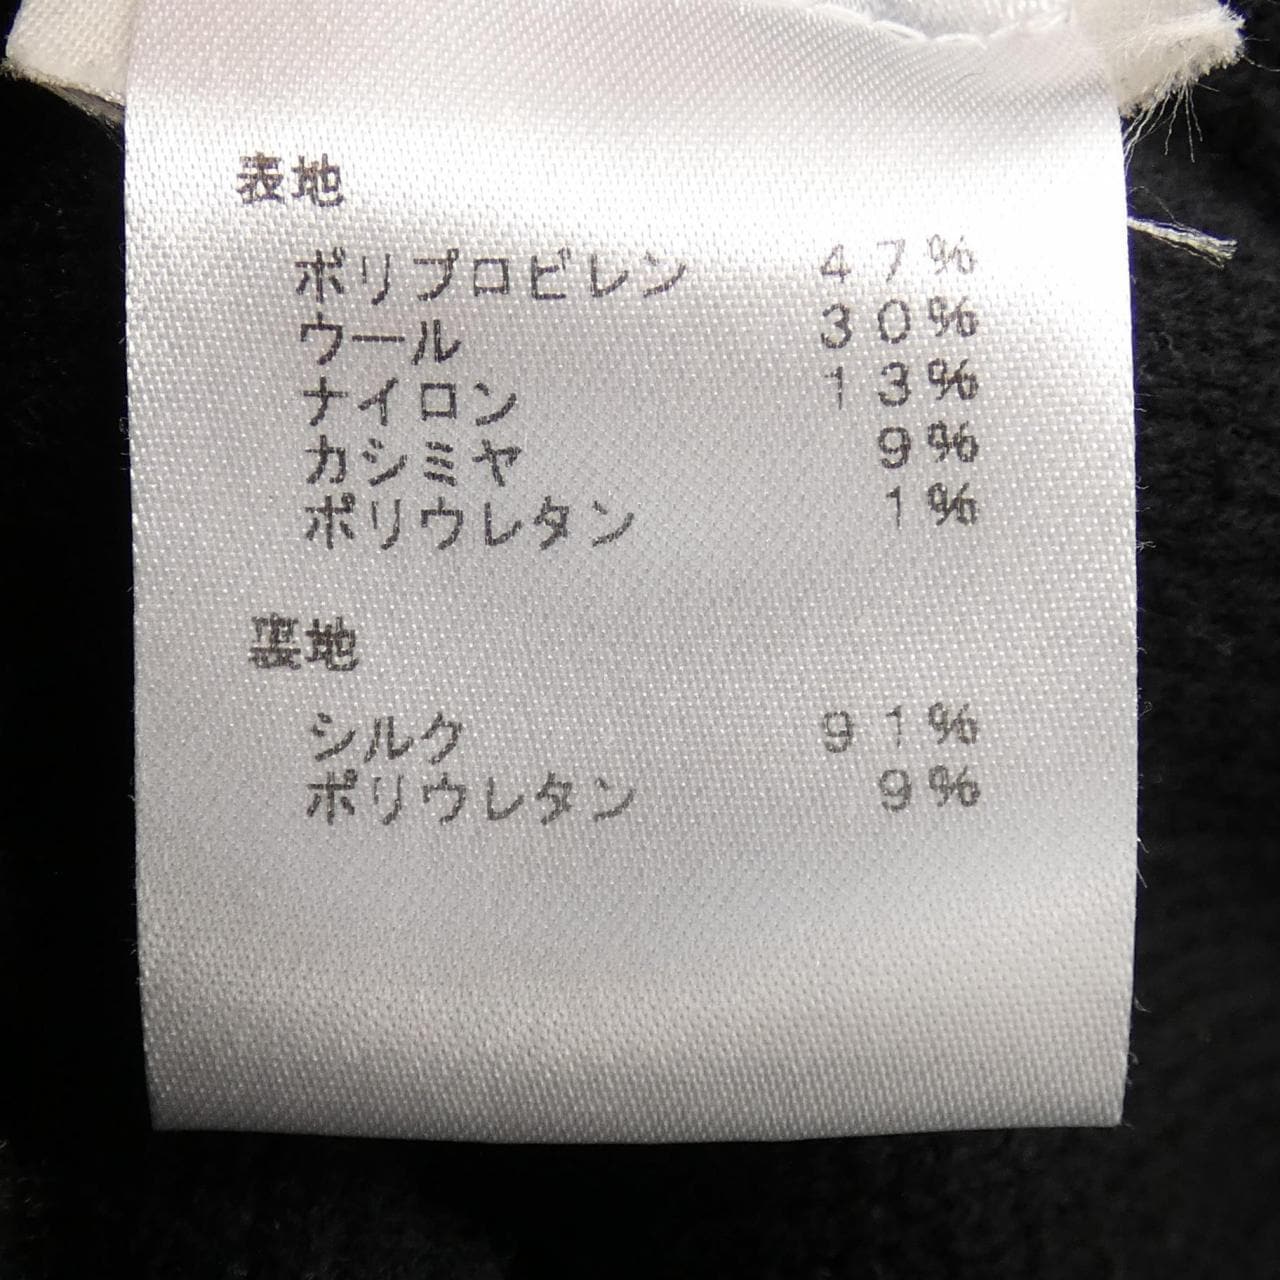 表地
ポリプロピレン 47%
ウール 30%
ナイロン 13%
カシミヤ 9%
ポリウレタン 1%
裏地
シルク 91%
ポリウレタン 9%